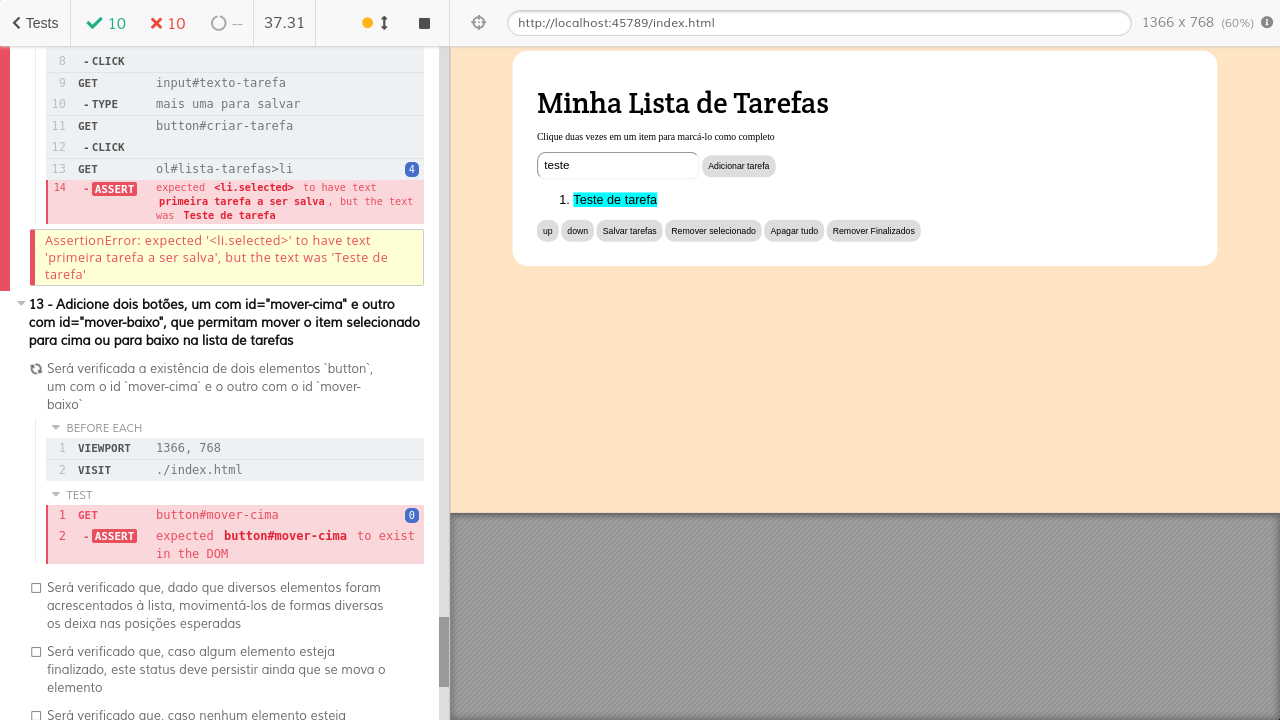 Tests
10
10
--
37.31
http://localhost:45789/index.html
1366 x 768 (60%)
8 - CLICK
9 GET input#texto-tarefa
10 - TYPE mais uma para salvar
11 GET button#criar-tarefa
12 - CLICK
13 GET ol#lista-tarefas>li 4
14 - ASSERT expected <li.selected> to have text
primeira tarefa a ser salva, but the text
was Teste de tarefa
AssertionError: expected '<li.selected>' to have text
'primeira tarefa a ser salva', but the text was 'Teste de
tarefa'
13 - Adicione dois botões, um com id="mover-cima" e outro
com id="mover-baixo", que permitam mover o item selecionado
para cima ou para baixo na lista de tarefas
Será verificada a existência de dois elementos `button`,
um com o id `mover-cima` e o outro com o id `mover-
baixo`
BEFORE EACH
1 VIEWPORT 1366, 768
2 VISIT ./index.html
TEST
1 GET button#mover-cima 0
2 - ASSERT expected button#mover-cima to exist
in the DOM
Será verificado que, dado que diversos elementos foram
acrescentados à lista, movimentá-los de formas diversas
os deixa nas posições esperadas
Será verificado que, caso algum elemento esteja
finalizado, este status deve persistir ainda que se mova o
elemento
Será verificado que, caso nenhum elemento esteja
Minha Lista de Tarefas
Clique duas vezes em um item para marcá-lo como completo
teste
Adicionar tarefa
1. Teste de tarefa
up down Salvar tarefas Remover selecionado Apagar tudo Remover Finalizados